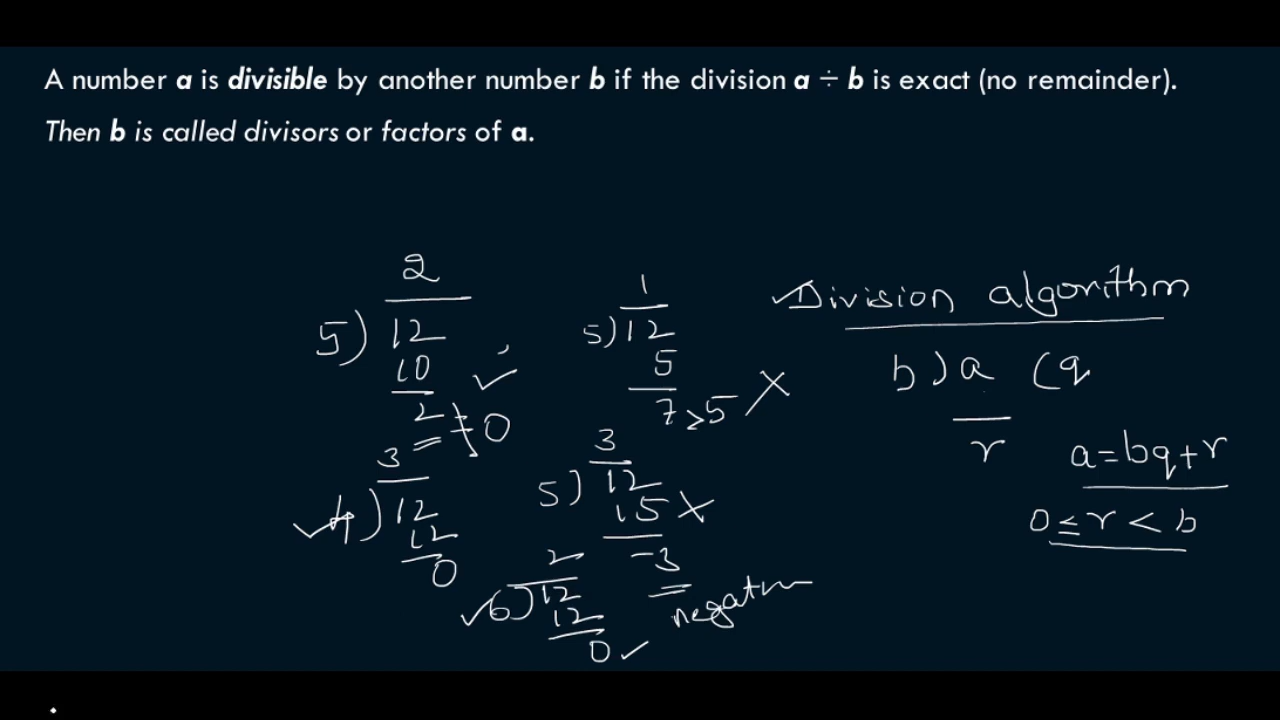 A number a is divisible by another number b if the division a ÷ b is exact (no remainder).
Then b is called divisors or factors of a.
2
5) 12
10
2 ≠ 0
1
5) 12
5
7 > 5 X
Division algorithm
b ) a ( q
r
a = bq + r
0 ≤ r < b
3
✓ 4 ) 12
12
0
3
5 ) 12
15 X
-3
2
✓ 6 ) 12
12
0 ✓